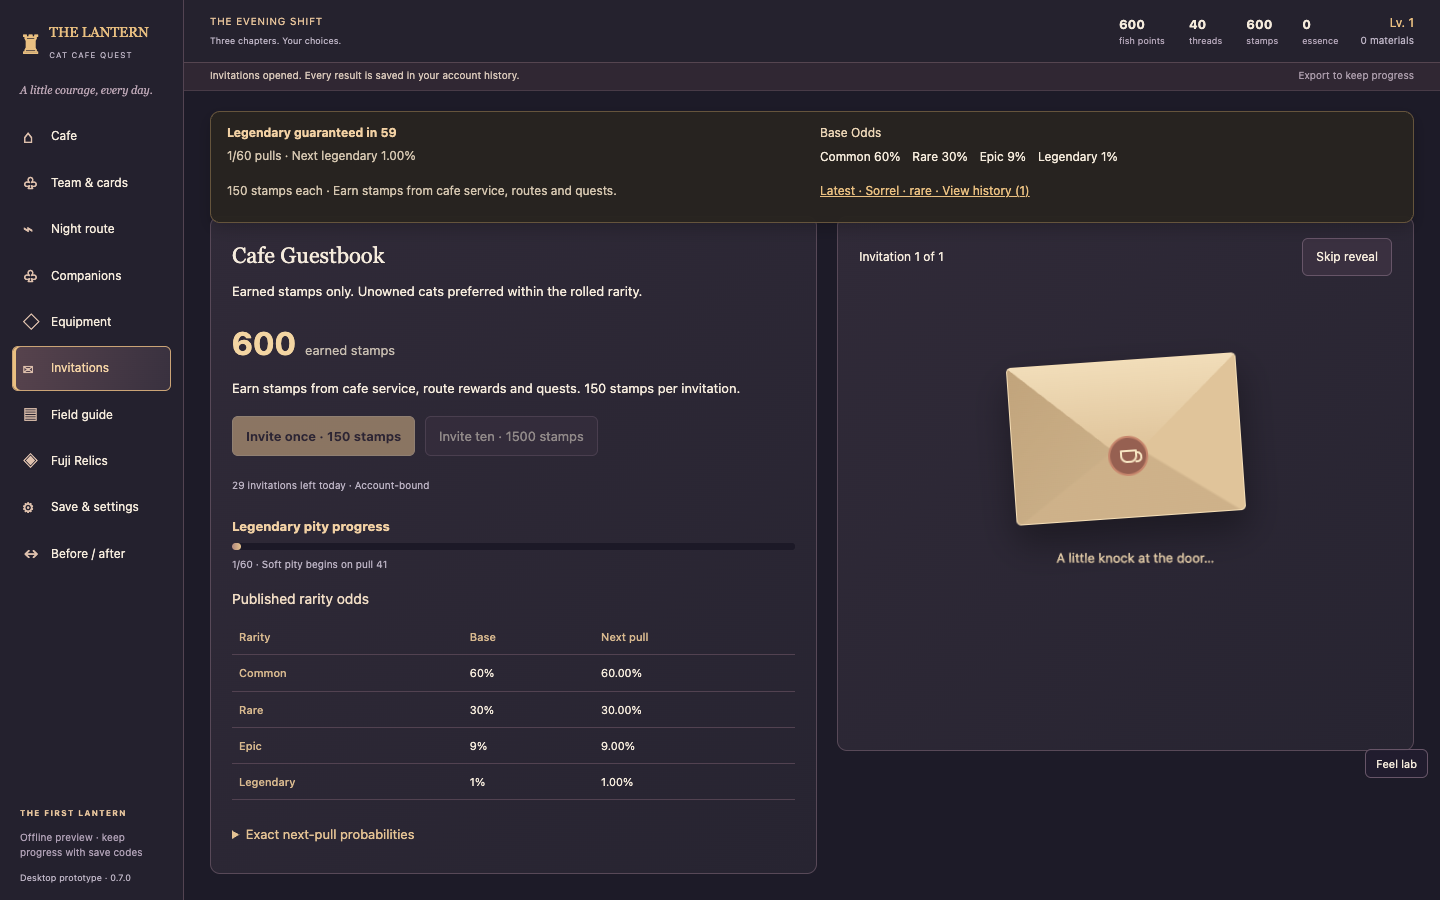 THE LANTERN
CAT CAFE QUEST
A little courage, every day.
Cafe
Team & cards
Night route
Companions
Equipment
Invitations
Field guide
Fuji Relics
Save & settings
Before / after
THE FIRST LANTERN
Offline preview · keep
progress with save codes
Desktop prototype · 0.7.0
THE EVENING SHIFT
Three chapters. Your choices.
600 fish points
40 threads
600 stamps
0 essence
Lv. 1
0 materials
Invitations opened. Every result is saved in your account history.
Export to keep progress
Legendary guaranteed in 59
1/60 pulls · Next legendary 1.00%
150 stamps each · Earn stamps from cafe service, routes and quests.
Base Odds
Common 60% Rare 30% Epic 9% Legendary 1%
Latest · Sorrel · rare · View history (1)
Cafe Guestbook
Earned stamps only. Unowned cats preferred within the rolled rarity.
600 earned stamps
Earn stamps from cafe service, route rewards and quests. 150 stamps per invitation.
Invite once · 150 stamps
Invite ten · 1500 stamps
29 invitations left today · Account-bound
Legendary pity progress
1/60 · Soft pity begins on pull 41
Published rarity odds
Rarity Base Next pull
Common 60% 60.00%
Rare 30% 30.00%
Epic 9% 9.00%
Legendary 1% 1.00%
Exact next-pull probabilities
Invitation 1 of 1
Skip reveal
A little knock at the door...
Feel lab